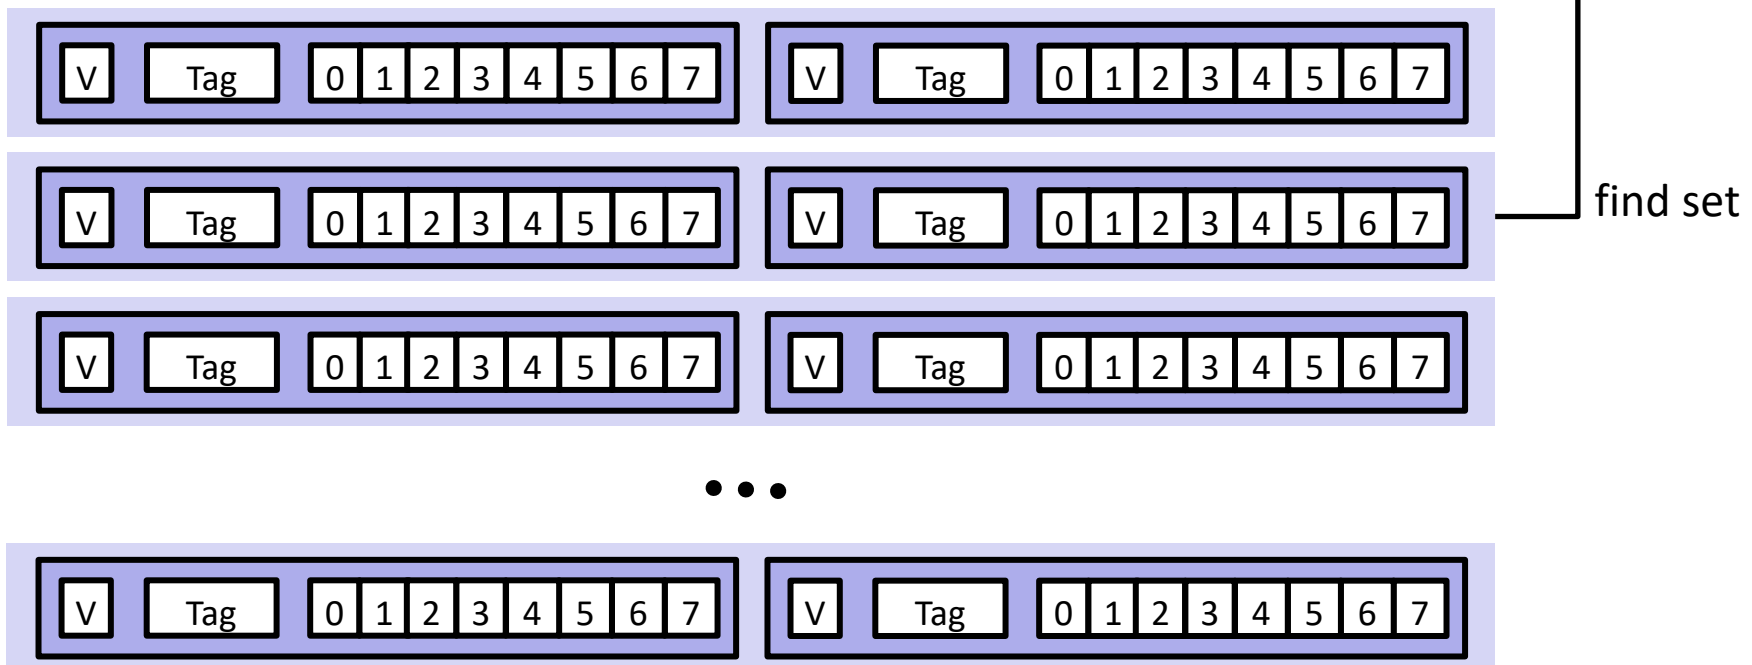 V Tag 0 1 2 3 4 5 6 7 V Tag 0 1 2 3 4 5 6 7
V Tag 0 1 2 3 4 5 6 7 V Tag 0 1 2 3 4 5 6 7 find set
V Tag 0 1 2 3 4 5 6 7 V Tag 0 1 2 3 4 5 6 7
•••
V Tag 0 1 2 3 4 5 6 7 V Tag 0 1 2 3 4 5 6 7